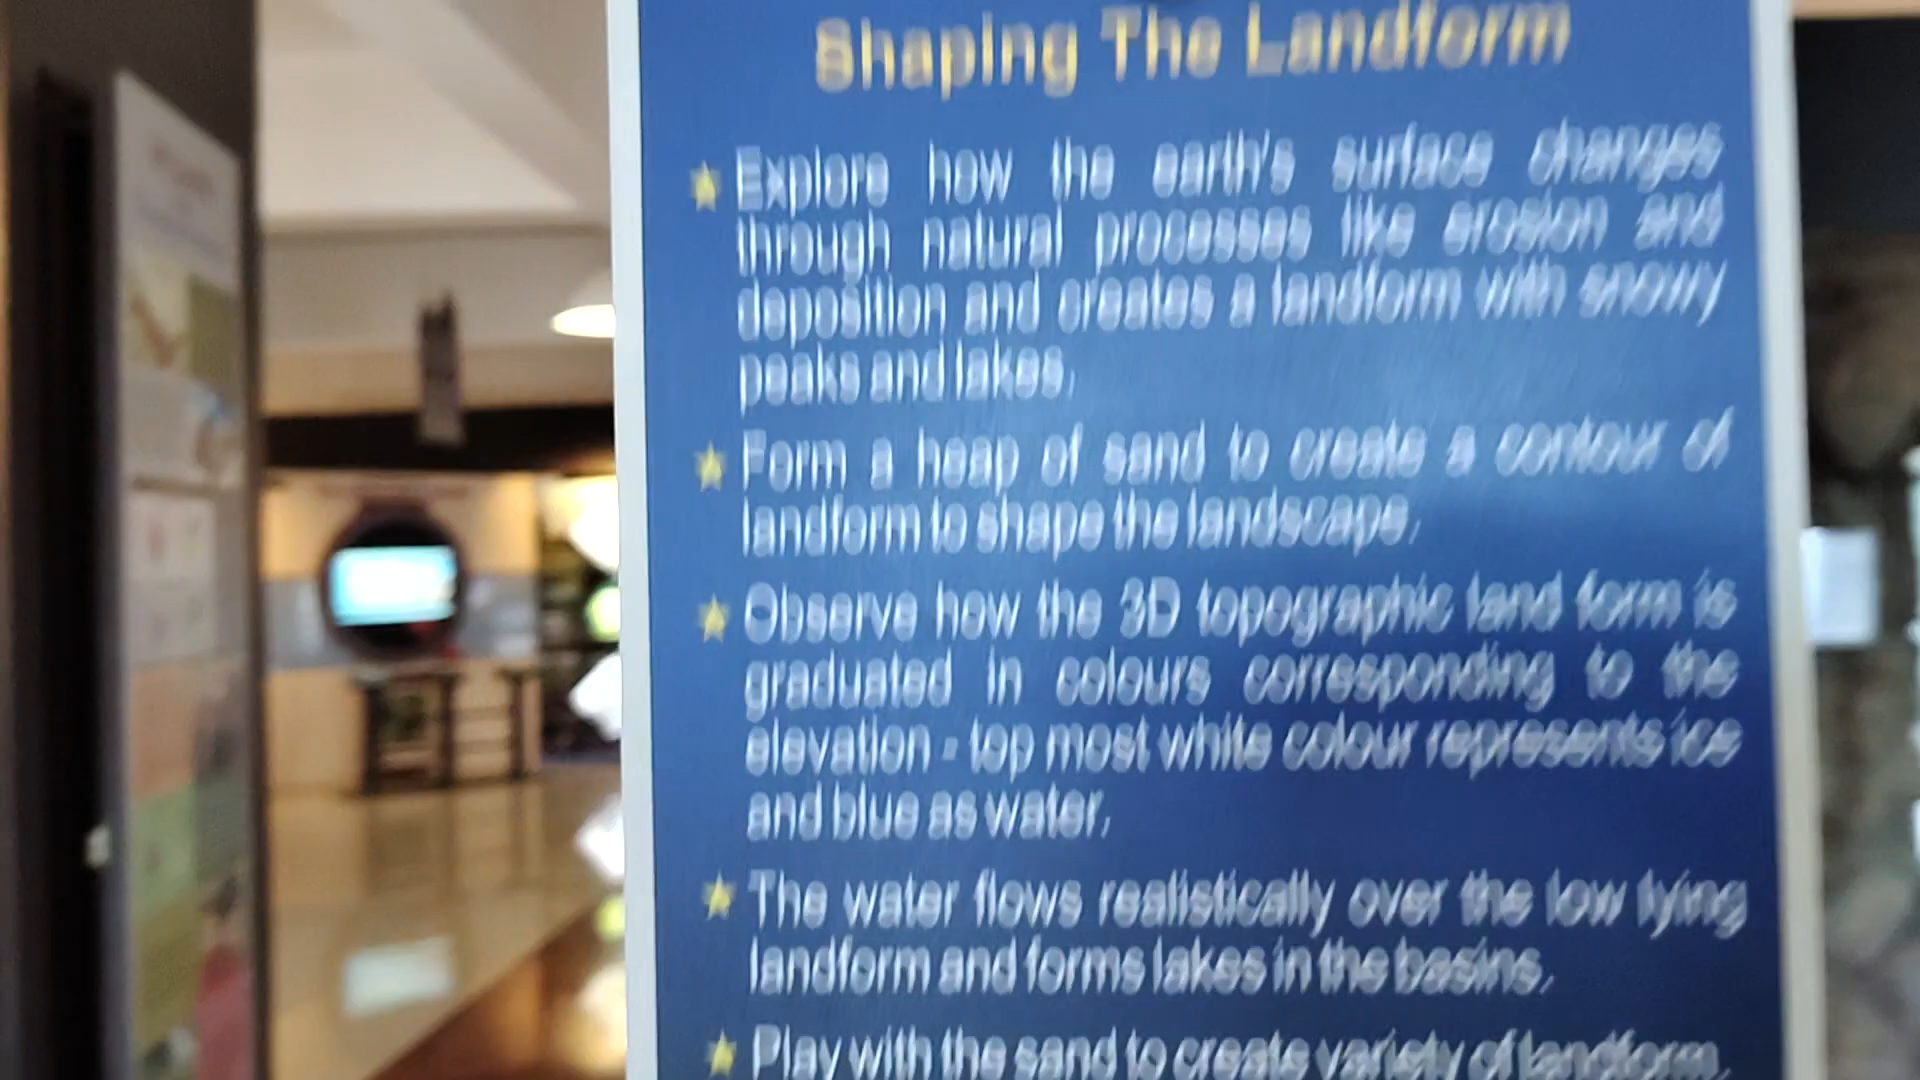 Shaping The Landform
Explore how the earth's surface changes
through natural processes like erosion and
deposition and creates a landform with snowy
peaks and lakes.
Form a heap of sand to create a contour of
landform to shape the landscape.
Observe how the 3D topographic land form is
graduated in colours corresponding to the
elevation - top most white colour represents ice
and blue as water.
The water flows realistically over the low lying
landform and forms lakes in the basins.
Play with the sand to create variety of landform.